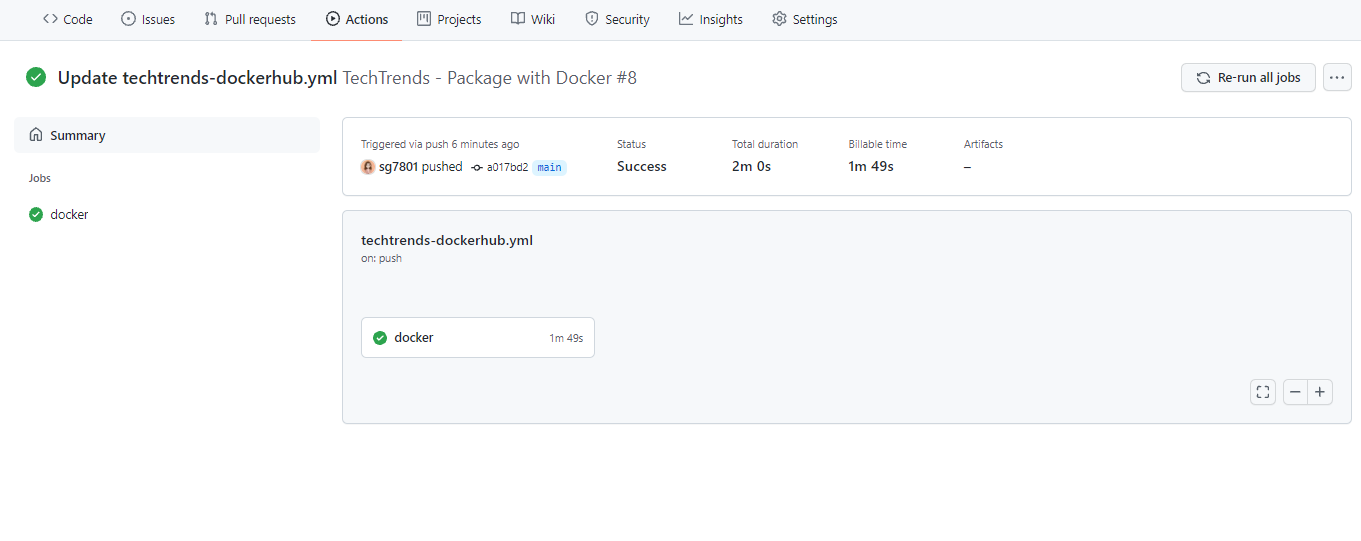 Code Issues Pull requests Actions Projects Wiki Security Insights Settings
Update techtrends-dockerhub.yml TechTrends - Package with Docker #8
Re-run all jobs
Summary
Jobs
docker
Triggered via push 6 minutes ago
sg7801 pushed a017bd2 main
Status
Success
Total duration
2m 0s
Billable time
1m 49s
Artifacts
–
techtrends-dockerhub.yml
on: push
docker 1m 49s